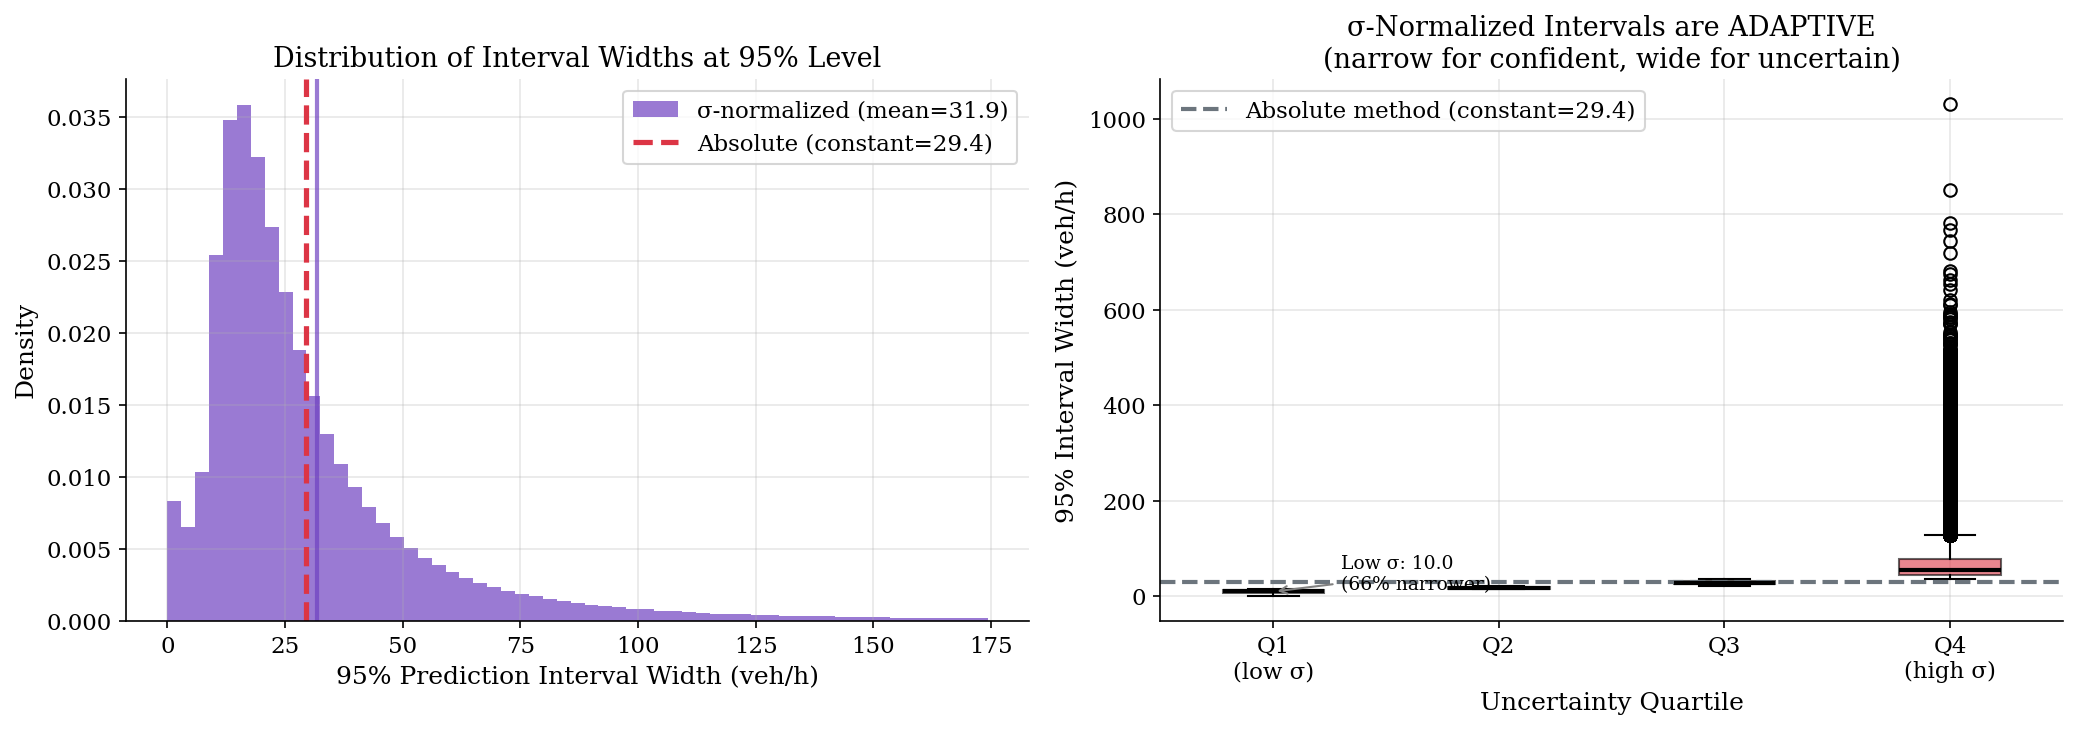 Distribution of Interval Widths at 95% Level
σ-normalized (mean=31.9)
Absolute (constant=29.4)
Density
0.035
0.030
0.025
0.020
0.015
0.010
0.005
0.000
0
25
50
75
100
125
150
175
95% Prediction Interval Width (veh/h)
σ-Normalized Intervals are ADAPTIVE
(narrow for confident, wide for uncertain)
Absolute method (constant=29.4)
95% Interval Width (veh/h)
1000
800
600
400
200
0
Low σ: 10.0
(66% narrower)
Q1
(low σ)
Q2
Q3
Q4
(high σ)
Uncertainty Quartile